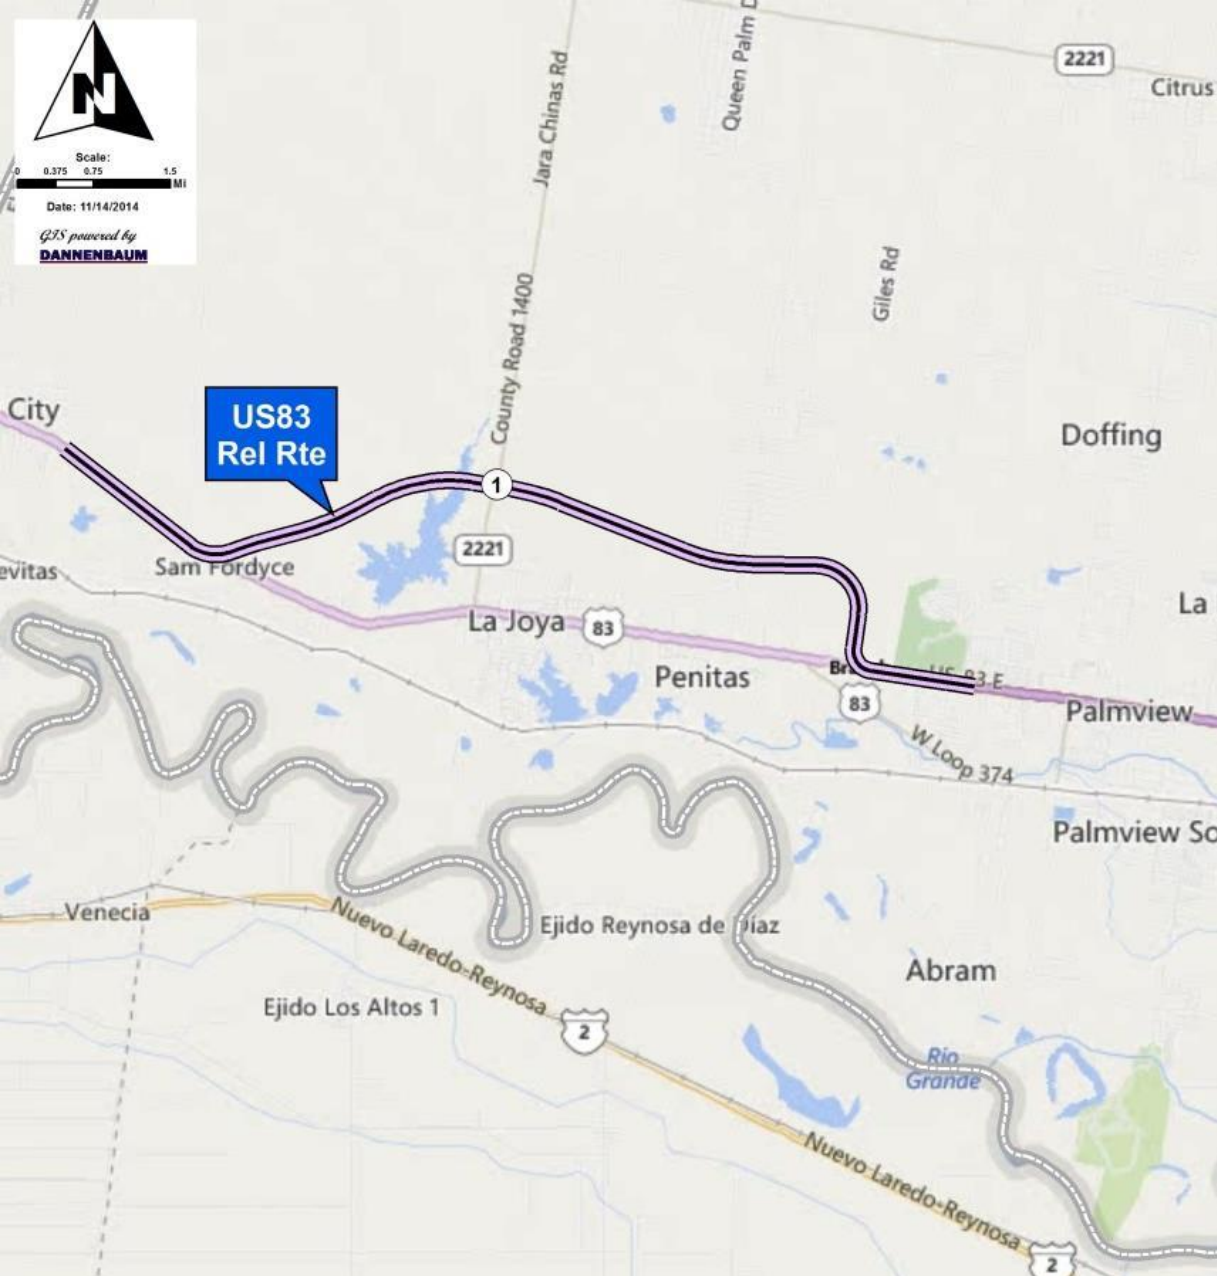 N
Scale:
0 0.375 0.75 1.5
Mi
Date: 11/14/2014
GIS powered by
DANNENBAUM
Jara Chinas Rd
Queen Palm
2221
Citrus
County Road 1400
Giles Rd
City
US83
Rel Rte
Doffing
1
2221
evitas
Sam Fordyce
La Joya
83
La
Penitas
83 E
83
Palmview
W Loop 374
Palmview So
Venecia
Nuevo Laredo-Reynosa
Ejido Reynosa de Díaz
Abram
Ejido Los Altos 1
2
Rio
Grande
Nuevo Laredo-Reynosa
2